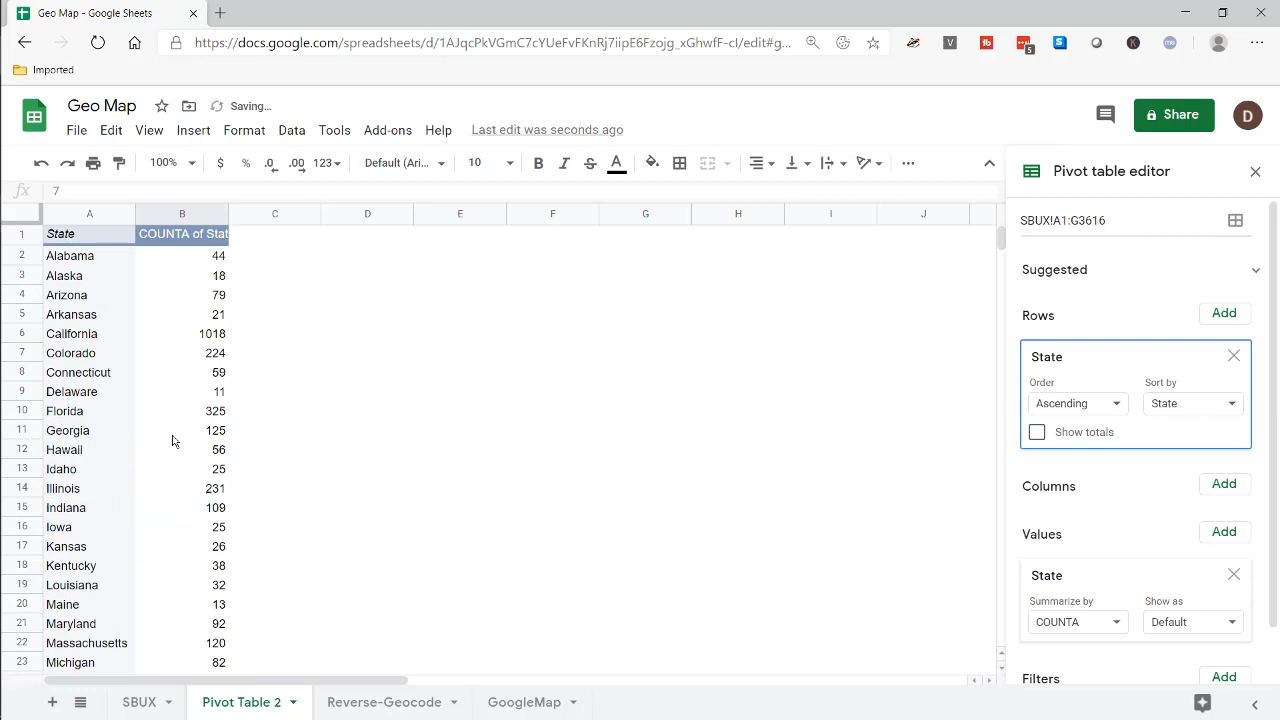 Geo Map - Google Sheets
https://docs.google.com/spreadsheets/d/1AJqcPkVGmC7cYUeFvFKnRj7iipE6Fzojg_xGhwfF-cI/edit#g...
Imported
Geo Map
Saving...
File Edit View Insert Format Data Tools Add-ons Help Last edit was seconds ago
Share
D
100% $ % .0 .00 123 Default (Ari... 10 B I S A
fx 7
A B C D E F G H I J
1 State COUNTA of Stat
2 Alabama 44
3 Alaska 18
4 Arizona 79
5 Arkansas 21
6 California 1018
7 Colorado 224
8 Connecticut 59
9 Delaware 11
10 Florida 325
11 Georgia 125
12 Hawaii 56
13 Idaho 25
14 Illinois 231
15 Indiana 109
16 Iowa 25
17 Kansas 26
18 Kentucky 38
19 Louisiana 32
20 Maine 13
21 Maryland 92
22 Massachusetts 120
23 Michigan 82
Pivot table editor
SBUX!A1:G3616
Suggested
Rows Add
State
Order Sort by
Ascending State
Show totals
Columns Add
Values Add
State
Summarize by Show as
COUNTA Default
Filters Add
SBUX Pivot Table 2 Reverse-Geocode GoogleMap